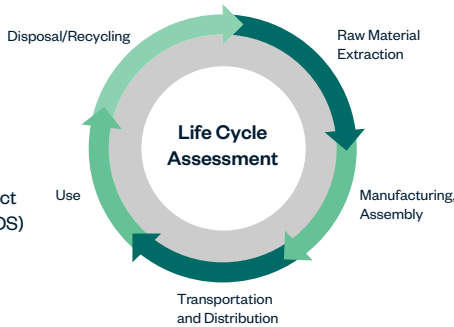 Disposal/Recycling
Raw Material
Extraction
Life Cycle
Assessment
Use
Manufacturing,
Assembly
Transportation
and Distribution